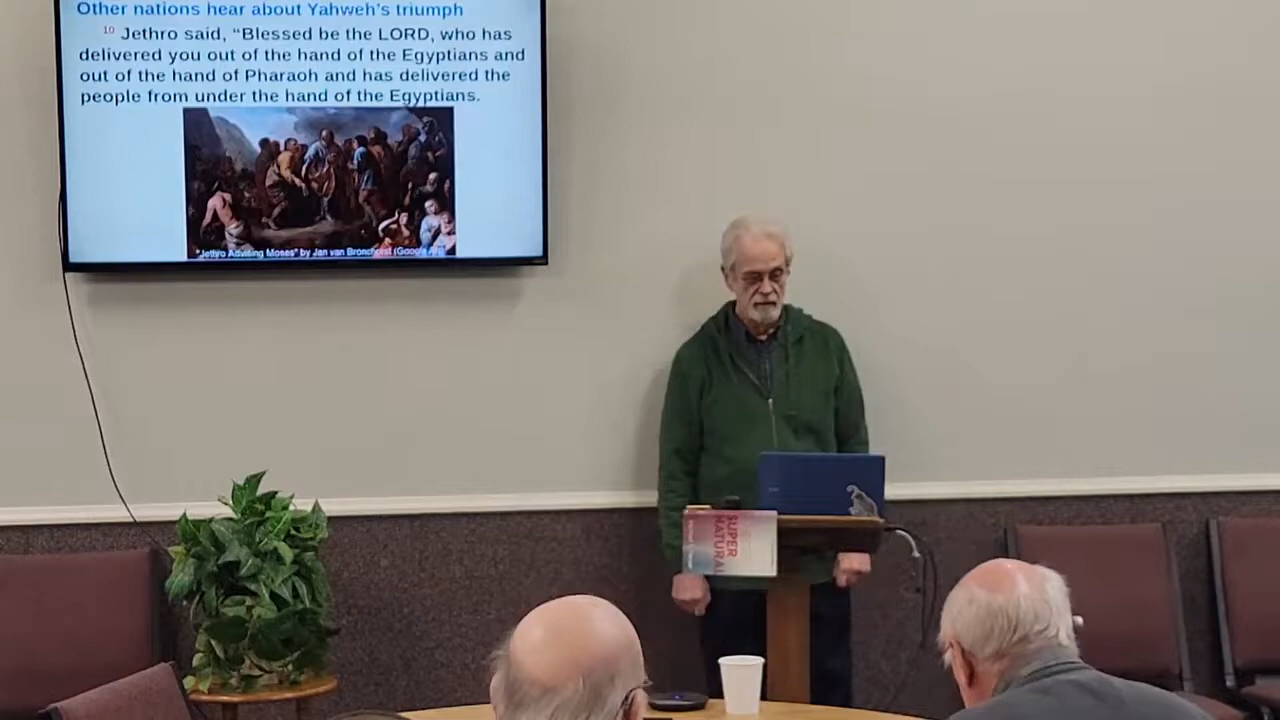 Other nations hear about Yahweh's triumph
10 Jethro said, “Blessed be the LORD, who has
delivered you out of the hand of the Egyptians and
out of the hand of Pharaoh and has delivered the
people from under the hand of the Egyptians.
"Jethro Advising Moses" by Jan van Bronchorst (Google
SUPER
NATURAL